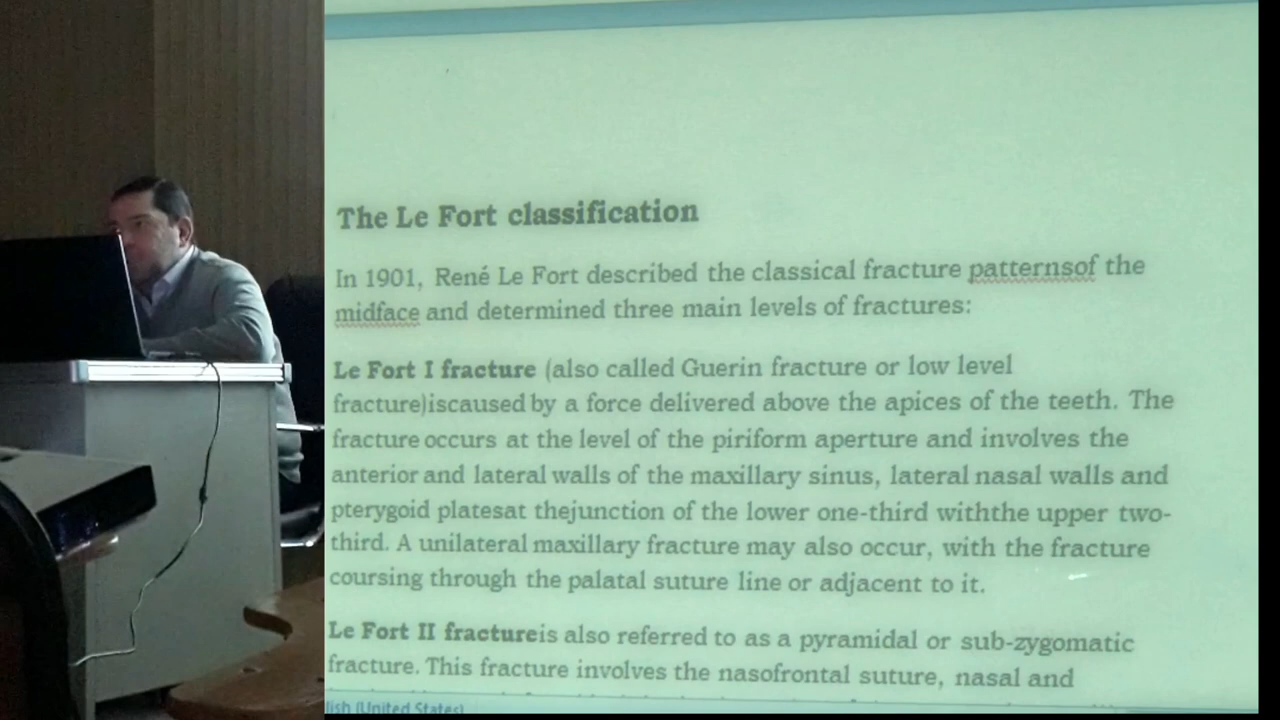 The Le Fort classification
In 1901, René Le Fort described the classical fracture patternsof the
midface and determined three main levels of fractures:
Le Fort I fracture (also called Guerin fracture or low level
fracture)iscaused by a force delivered above the apices of the teeth. The
fracture occurs at the level of the piriform aperture and involves the
anterior and lateral walls of the maxillary sinus, lateral nasal walls and
pterygoid platesat thejunction of the lower one-third withthe upper two-
third. A unilateral maxillary fracture may also occur, with the fracture
coursing through the palatal suture line or adjacent to it.
Le Fort II fractureis also referred to as a pyramidal or sub-zygomatic
fracture. This fracture involves the nasofrontal suture, nasal and
lish (United States)